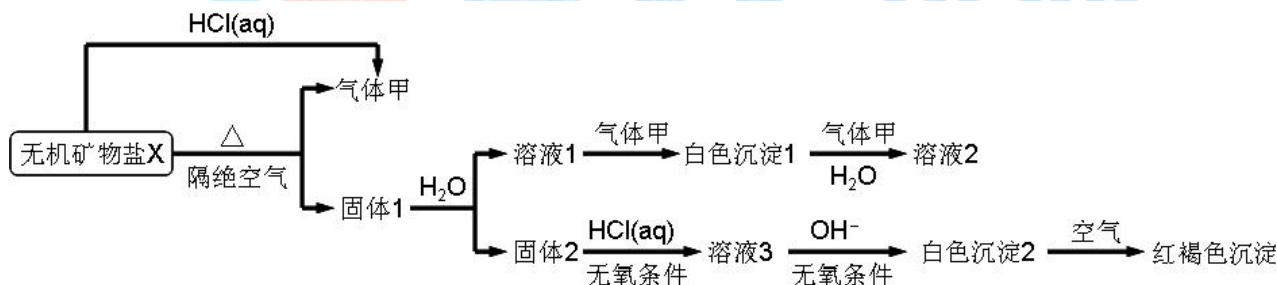 HCl(aq)
气体甲
无机矿物盐X
△
隔绝空气
固体1
H₂O
溶液1
气体甲
白色沉淀1
气体甲
H₂O
溶液2
固体2
HCl(aq)
无氧条件
溶液3
OH⁻
无氧条件
白色沉淀2
空气
红褐色沉淀